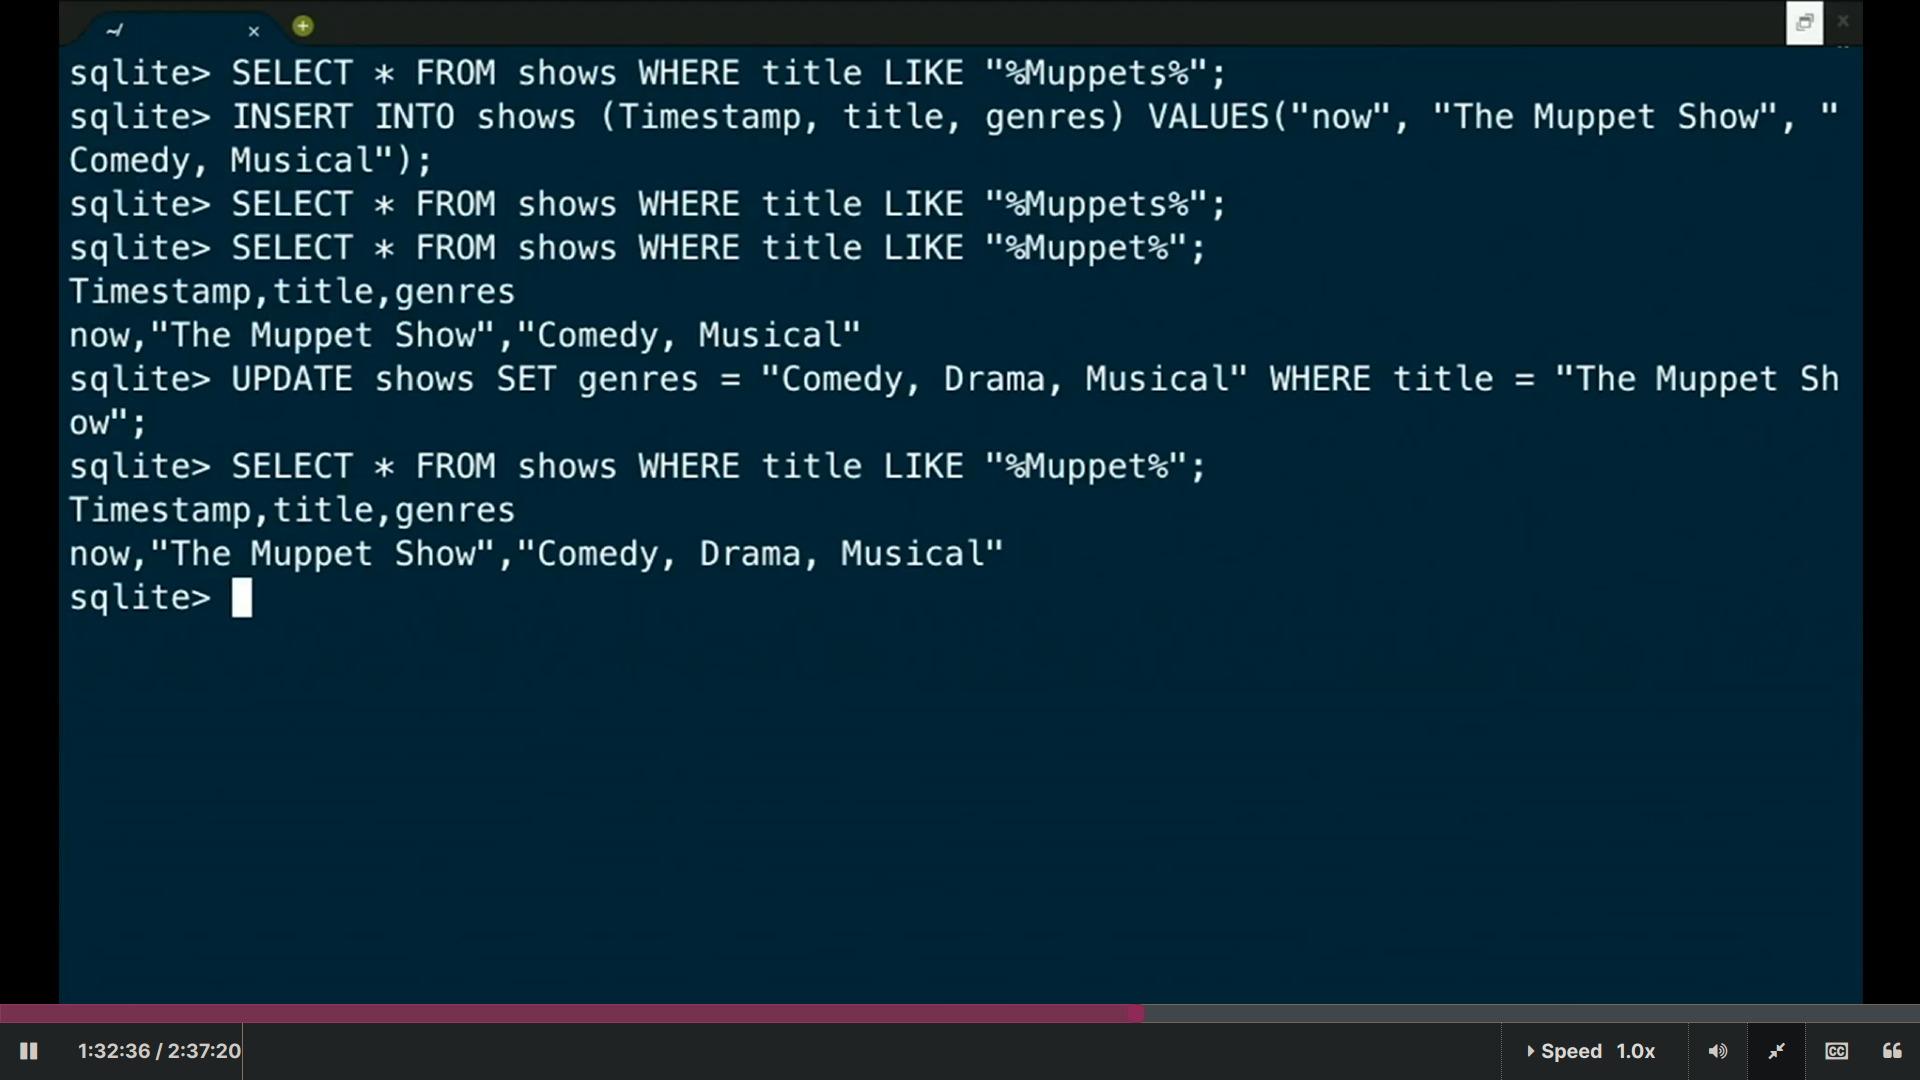 ~/
sqlite> SELECT * FROM shows WHERE title LIKE "%Muppets%";
sqlite> INSERT INTO shows (Timestamp, title, genres) VALUES("now", "The Muppet Show", "
Comedy, Musical");
sqlite> SELECT * FROM shows WHERE title LIKE "%Muppets%";
sqlite> SELECT * FROM shows WHERE title LIKE "%Muppet%";
Timestamp,title,genres
now,"The Muppet Show","Comedy, Musical"
sqlite> UPDATE shows SET genres = "Comedy, Drama, Musical" WHERE title = "The Muppet Sh
ow";
sqlite> SELECT * FROM shows WHERE title LIKE "%Muppet%";
Timestamp,title,genres
now,"The Muppet Show","Comedy, Drama, Musical"
sqlite>
1:32:36 / 2:37:20 Speed 1.0x CC